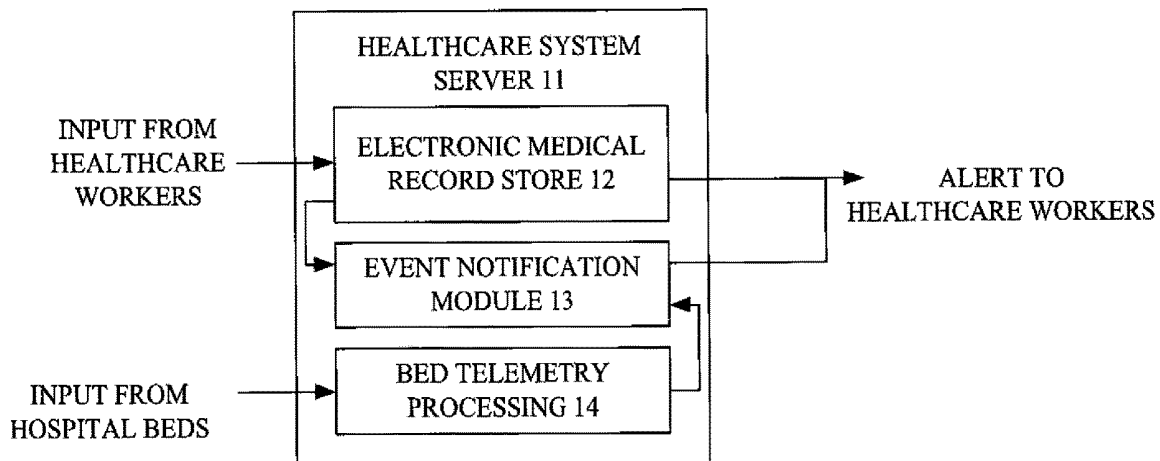 HEALTHCARE SYSTEM
SERVER 11
INPUT FROM
HEALTHCARE
WORKERS
ELECTRONIC MEDICAL
RECORD STORE 12
ALERT TO
HEALTHCARE WORKERS
EVENT NOTIFICATION
MODULE 13
INPUT FROM
HOSPITAL BEDS
BED TELEMETRY
PROCESSING 14